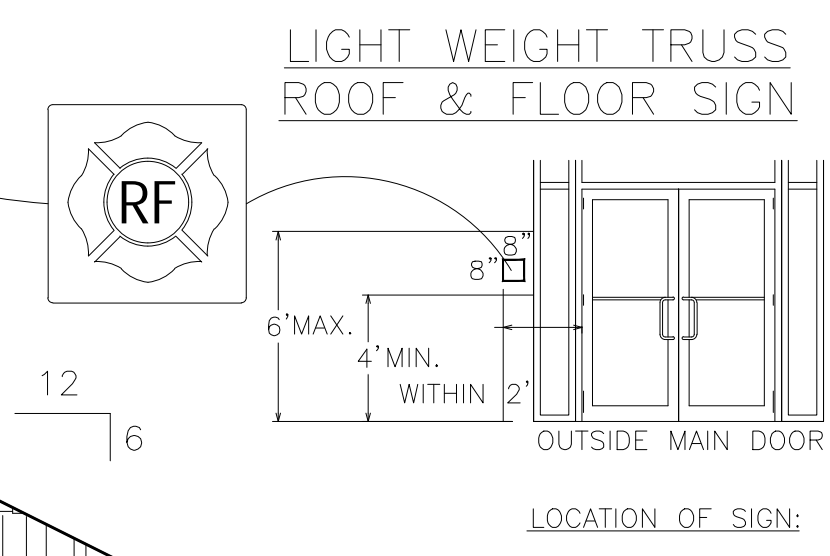 LIGHT WEIGHT TRUSS
ROOF & FLOOR SIGN
RF
8"
8"
6'MAX.
4'MIN.
WITHIN 2'
12
6
OUTSIDE MAIN DOOR
LOCATION OF SIGN: